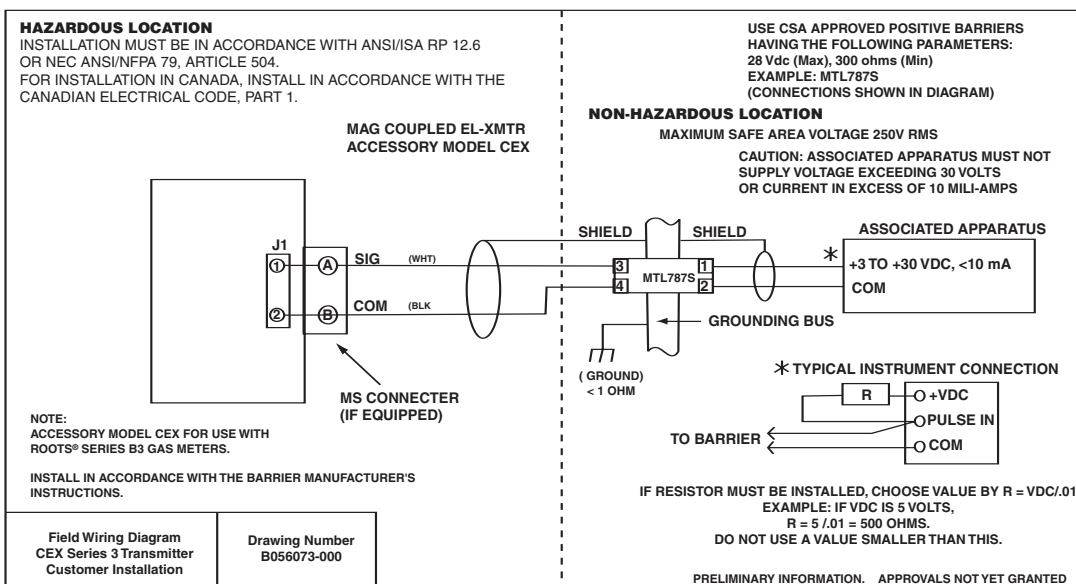 HAZARDOUS LOCATION
INSTALLATION MUST BE IN ACCORDANCE WITH ANSI/ISA RP 12.6
OR NEC ANSI/NFPA 79, ARTICLE 504.
FOR INSTALLATION IN CANADA, INSTALL IN ACCORDANCE WITH THE
CANADIAN ELECTRICAL CODE, PART 1.
MAG COUPLED EL-XMTR
ACCESSORY MODEL CEX
J1
1
2
A
B
SIG
(WHT)
COM
(BLK
MS CONNECTER
(IF EQUIPPED)
NOTE:
ACCESSORY MODEL CEX FOR USE WITH
ROOTS® SERIES B3 GAS METERS.
INSTALL IN ACCORDANCE WITH THE BARRIER MANUFACTURER'S
INSTRUCTIONS.
Field Wiring Diagram
CEX Series 3 Transmitter
Customer Installation
Drawing Number
B056073-000
USE CSA APPROVED POSITIVE BARRIERS
HAVING THE FOLLOWING PARAMETERS:
28 Vdc (Max), 300 ohms (Min)
EXAMPLE: MTL787S
(CONNECTIONS SHOWN IN DIAGRAM)
NON-HAZARDOUS LOCATION
MAXIMUM SAFE AREA VOLTAGE 250V RMS
CAUTION: ASSOCIATED APPARATUS MUST NOT
SUPPLY VOLTAGE EXCEEDING 30 VOLTS
OR CURRENT IN EXCESS OF 10 MILI-AMPS
SHIELD
SHIELD
3
4
MTL787S
1
2
ASSOCIATED APPARATUS
+3 TO +30 VDC, <10 mA
COM
GROUNDING BUS
( GROUND)
< 1 OHM
TYPICAL INSTRUMENT CONNECTION
R
+VDC
PULSE IN
COM
TO BARRIER
IF RESISTOR MUST BE INSTALLED, CHOOSE VALUE BY R = VDC/.01
EXAMPLE: IF VDC IS 5 VOLTS,
R = 5 /.01 = 500 OHMS.
DO NOT USE A VALUE SMALLER THAN THIS.
PRELIMINARY INFORMATION. APPROVALS NOT YET GRANTED